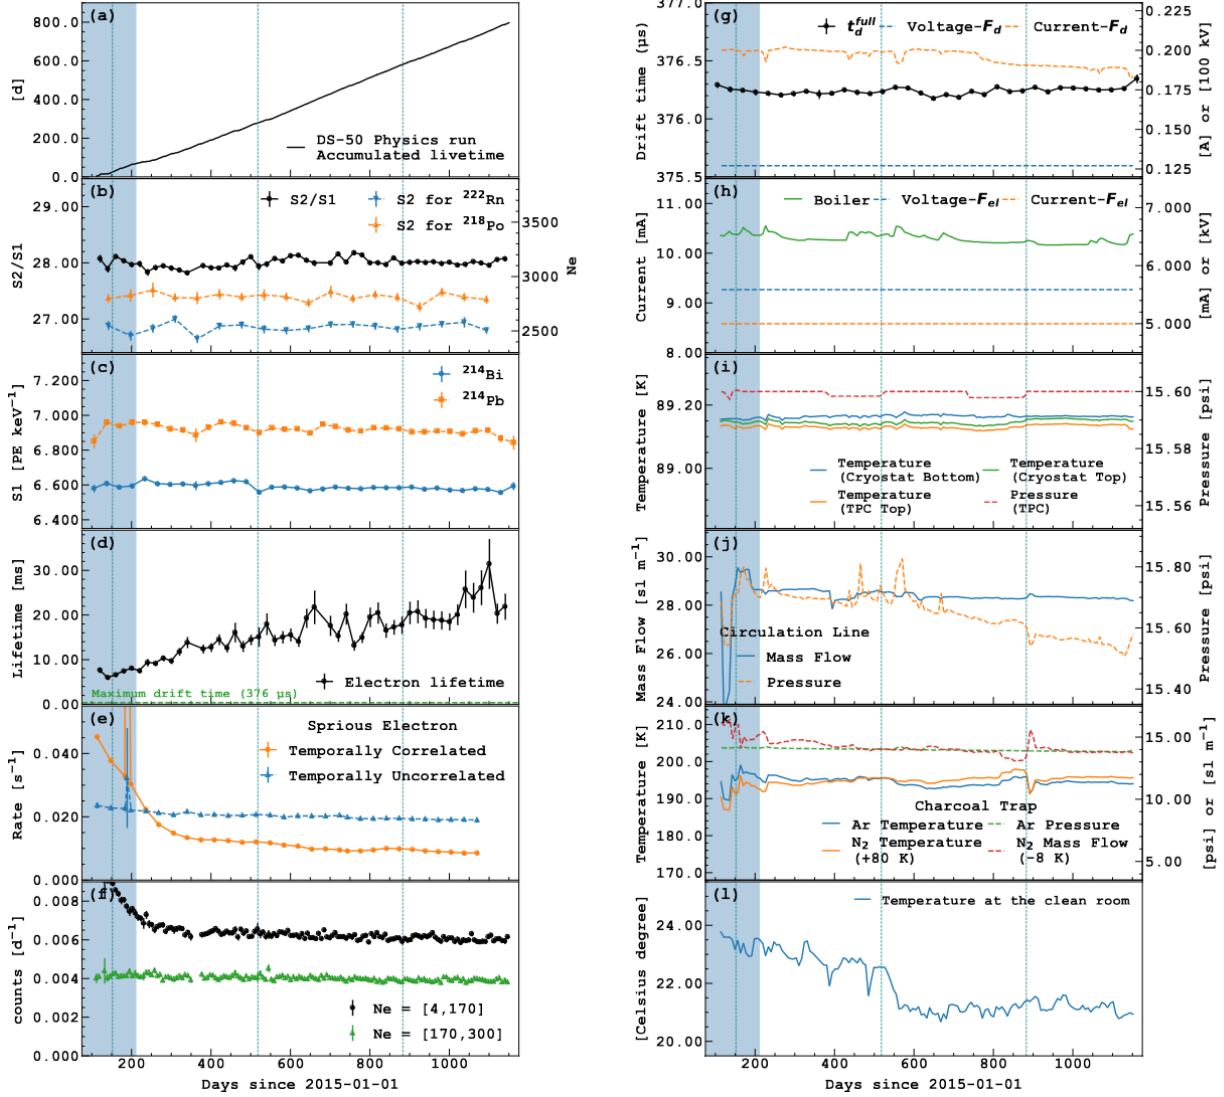 (a)
800.0
600.0
400.0
200.0
0.0
[d]
DS-50 Physics run
Accumulated livetime
(b)
29.00
28.00
27.00
S2/S1
S2/S1
S2 for ²²²Rn
S2 for ²¹⁸Po
3500
3000
2500
Ne
(c)
7.200
7.000
6.800
6.600
6.400
S1 [PE keV⁻¹]
²¹⁴Bi
²¹⁴Pb
(d)
30.00
20.00
10.00
0.00
Lifetime [ms]
Maximum drift time (376 μs)
Electron lifetime
(e)
0.040
0.020
0.000
Rate [s⁻¹]
Sprious Electron
Temporally Correlated
Temporally Uncorrelated
(f)
0.008
0.006
0.004
0.002
0.000
counts [d⁻¹]
Ne = [4,170]
Ne = [170,300]
200
400
600
800
1000
Days since 2015-01-01
(g)
377.0
376.5
376.0
375.5
Drift time (μs)
t_d^full
Voltage-F_d
Current-F_d
0.225
0.200
0.175
0.150
0.125
[A] or [100 kV]
(h)
11.00
10.00
9.00
8.00
Current [mA]
Boiler
Voltage-F_el
Current-F_el
7.000
6.000
5.000
[mA] or [kV]
(i)
89.20
89.00
Temperature [K]
Temperature
(Cryostat Bottom)
Temperature
(TPC Top)
Temperature
(Cryostat Top)
Pressure
(TPC)
15.60
15.58
15.56
Pressure [psi]
(j)
30.00
28.00
26.00
24.00
Mass Flow [sl m⁻¹]
Circulation Line
Mass Flow
Pressure
15.80
15.60
15.40
Pressure [psi]
(k)
210.0
200.0
190.0
180.0
170.0
Temperature [K]
Charcoal Trap
Ar Temperature
N₂ Temperature
(+80 K)
Ar Pressure
N₂ Mass Flow
(-8 K)
15.00
10.00
5.00
[psi] or [sl m⁻¹]
(l)
24.00
22.00
20.00
[Celsius degree]
Temperature at the clean room
200
400
600
800
1000
Days since 2015-01-01